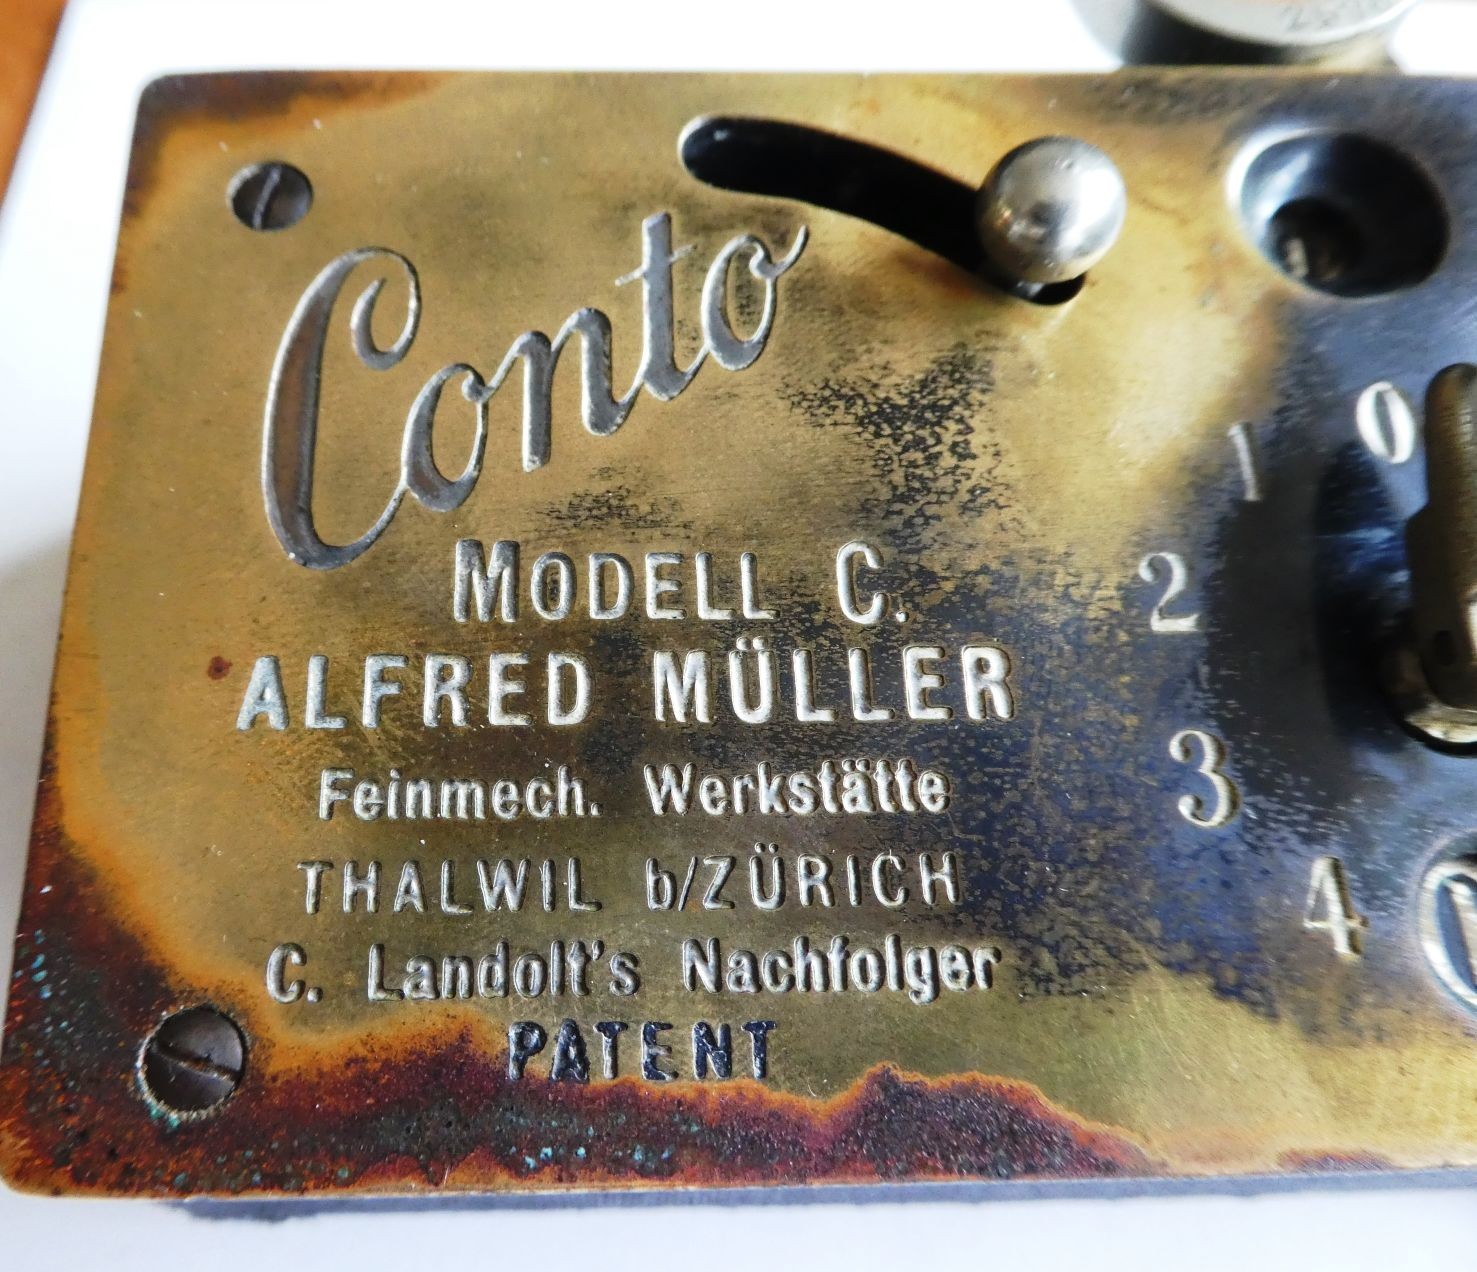 Conto
MODELL C.
ALFRED MÜLLER
Feinmech. Werkstätte
THALWIL b/ZÜRICH
C. Landolt's Nachfolger
PATENT
0
1
2
3
4